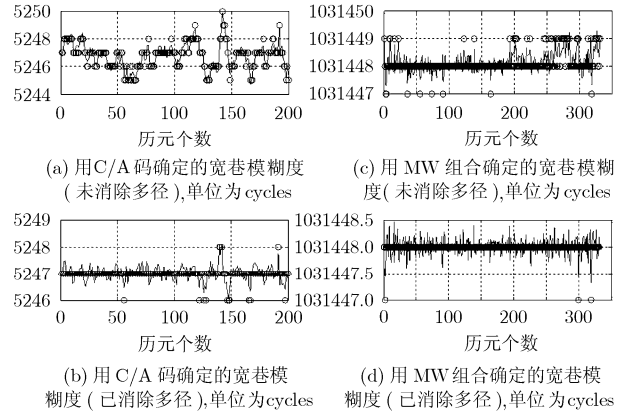 5250
5248
5246
5244
0 50 100 150 200
历元个数
(a) 用C/A 码确定的宽巷模糊度
(未消除多径),单位为cycles
1031450
1031449
1031448
1031447
0 100 200 300
历元个数
(c) 用 MW 组合确定的宽巷模糊
度(未消除多径),单位为cycles
5249
5248
5247
5246
0 50 100 150 200
历元个数
(b) 用 C/A 码确定的宽巷模
糊度(已消除多径),单位为cycles
1031448.5
1031448.0
1031447.5
1031447.0
0 100 200 300
历元个数
(d) 用 MW组合确定的宽巷模
糊度(已消除多径),单位为cycles